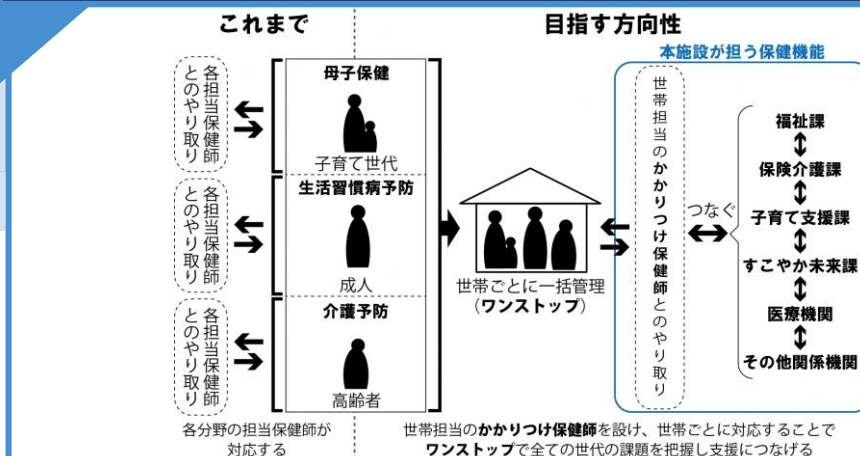 これまで
目指す方向性
本施設が担う保健機能
各担当保健師
とのやり取り
母子保健
子育て世代
各担当保健師
とのやり取り
生活習慣病予防
成人
各担当保健師
とのやり取り
介護予防
高齢者
世帯ごとに一括管理
（ワンストップ）
世帯担当のかかりつけ保健師とのやり取り
つなぐ
福祉課
保険介護課
子育て支援課
すこやか未来課
医療機関
その他関係機関
各分野の担当保健師が
対応する
世帯担当のかかりつけ保健師を設け、世帯ごとに対応することで
ワンストップで全ての世代の課題を把握し支援につなげる